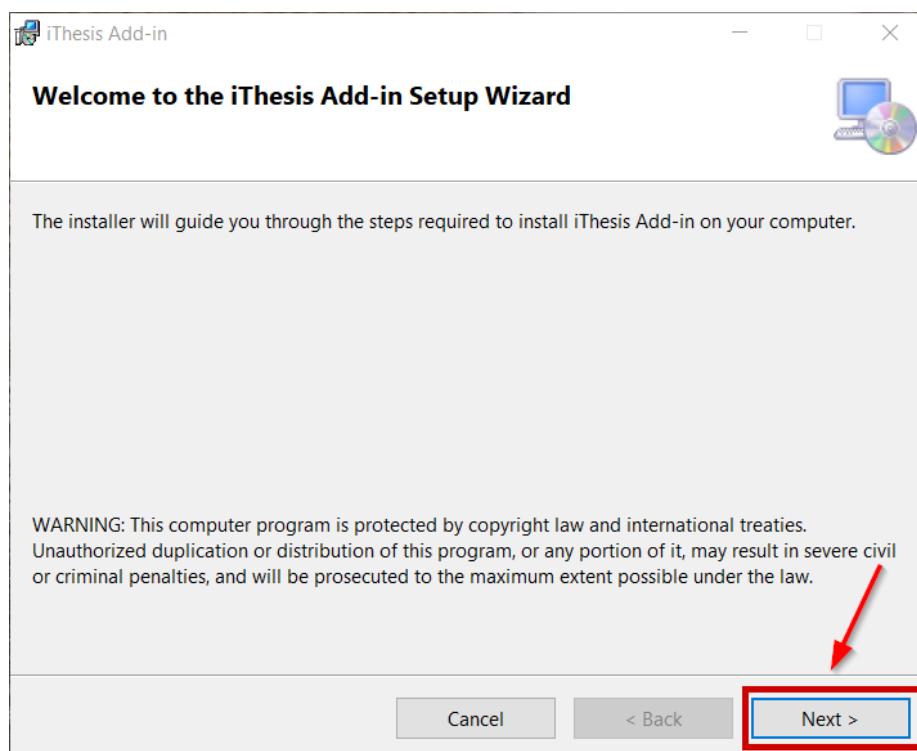 iThesis Add-in
Welcome to the iThesis Add-in Setup Wizard
The installer will guide you through the steps required to install iThesis Add-in on your computer.
WARNING: This computer program is protected by copyright law and international treaties.
Unauthorized duplication or distribution of this program, or any portion of it, may result in severe civil
or criminal penalties, and will be prosecuted to the maximum extent possible under the law.
Cancel < Back Next >